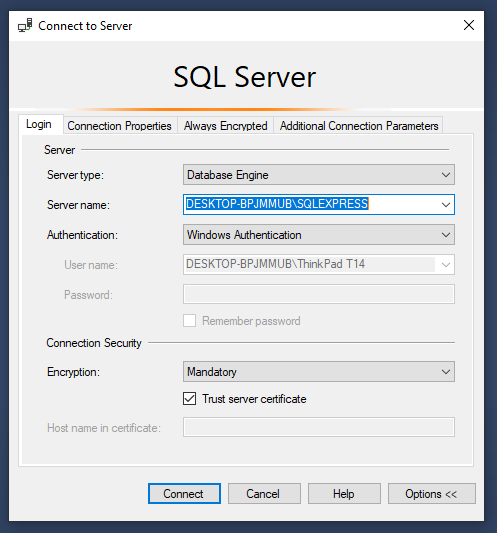 Connect to Server
SQL Server
Login Connection Properties Always Encrypted Additional Connection Parameters
Server
Server type: Database Engine
Server name: DESKTOP-BPJMMUB\SQLEXPRESS
Authentication: Windows Authentication
User name: DESKTOP-BPJMMUB\ThinkPad T14
Password:
Remember password
Connection Security
Encryption: Mandatory
Trust server certificate
Host name in certificate:
Connect Cancel Help Options <<